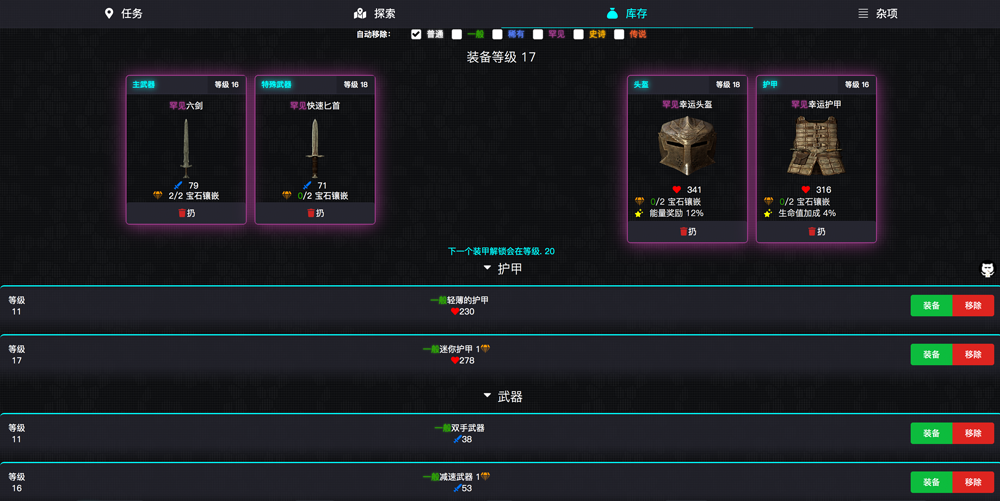 任务 探索 库存 杂项
自动移除: 普通 一般 稀有 罕见 史诗 传说
装备等级 17
主武器 等级 16
罕见六剑
79
2/2 宝石镶嵌
扔
特殊武器 等级 18
罕见快速匕首
71
0/2 宝石镶嵌
扔
头盔 等级 18
罕见幸运头盔
341
0/2 宝石镶嵌
能量奖励 12%
扔
护甲 等级 16
罕见幸运护甲
316
0/2 宝石镶嵌
生命值加成 4%
扔
下一个装甲解锁会在等级. 20
护甲
等级
11
一般轻薄的护甲
230
装备 移除
等级
17
一般迷你护甲 1
278
装备 移除
武器
等级
11
一般双手武器
38
装备 移除
等级
16
一般减速武器 1
53
装备 移除